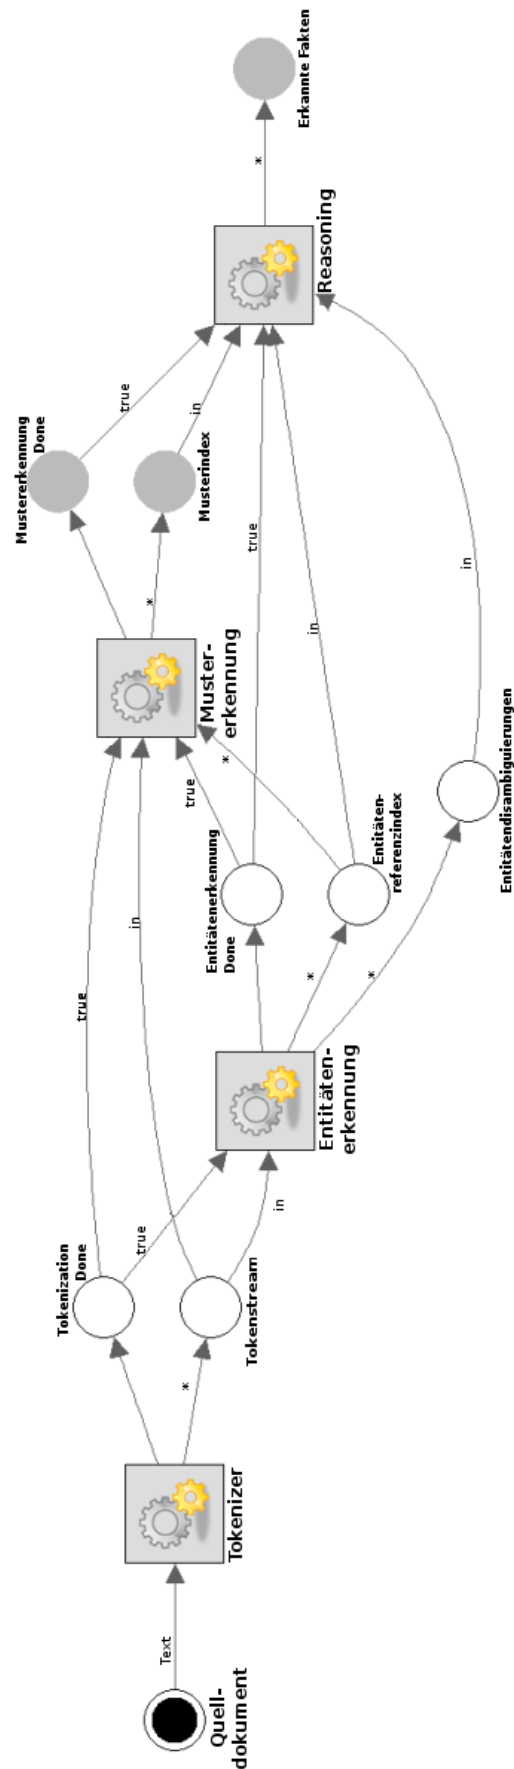 Erkannte Fakten
*
Reasoning
true
in
Mustererkennung
Done
Musterindex
*
true
in
in
Muster-
erkennung
true
*
Entitätendisambiguierungen
Entitätenerkennung
Done
Entitäten-
referenzindex
in
true
*
*
Entitäten-
erkennung
true
in
Tokenization
Done
Tokenstream
*
Tokenizer
Text
Quell-
dokument